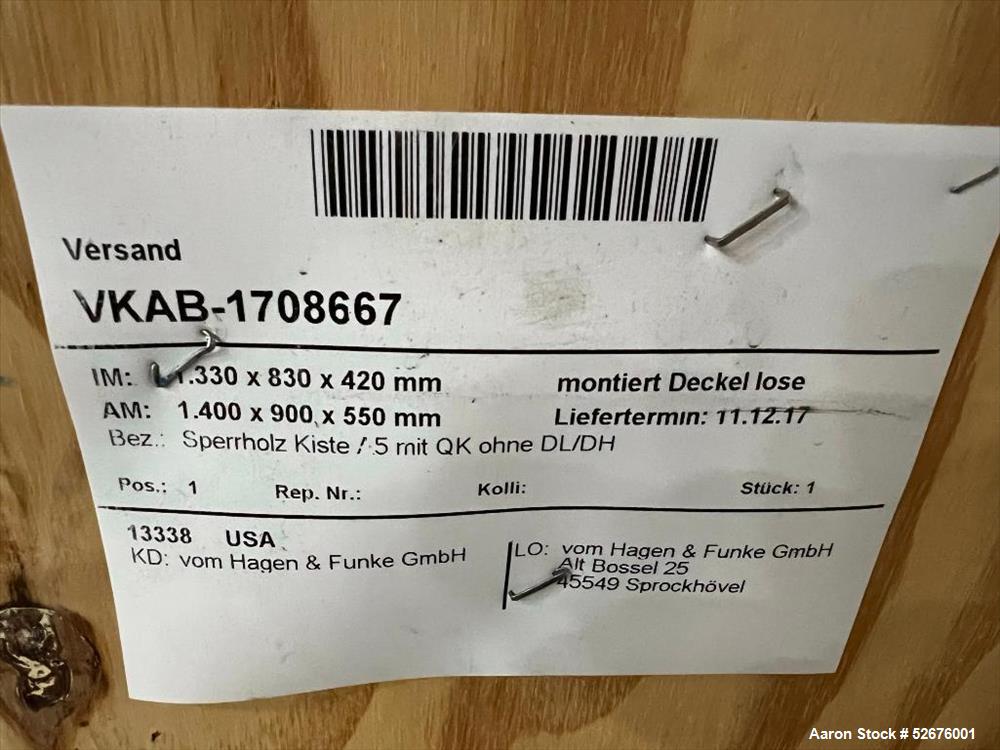 Versand
VKAB-1708667
IM: 1.330 x 830 x 420 mm montiert Deckel lose
AM: 1.400 x 900 x 550 mm Liefertermin: 11.12.17
Bez.: Sperrholz Kiste /.5 mit QK ohne DL/DH
Pos.: 1 Rep. Nr.: Kolli: Stück: 1
13338 USA
KD: vom Hagen & Funke GmbH
LO: vom Hagen & Funke GmbH
Alt Bossel 25
45549 Sprockhövel
Aaron Stock # 52676001